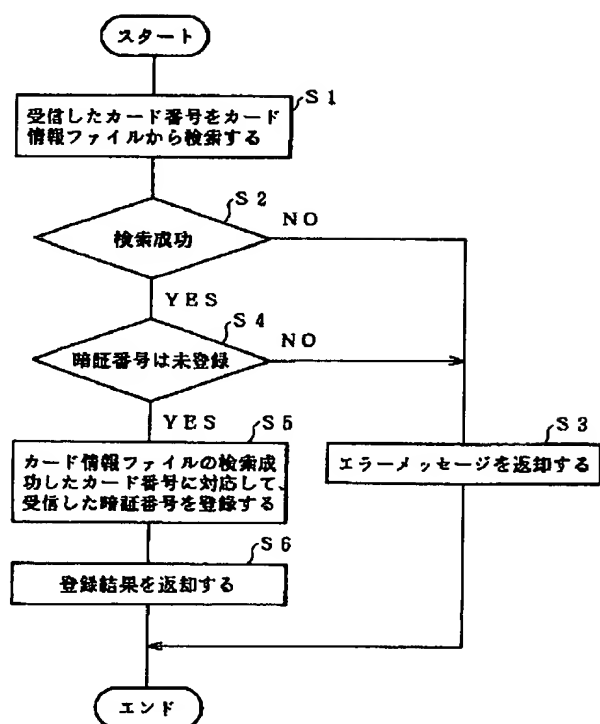 スタート
S1
受信したカード番号をカード
情報ファイルから検索する
S2
検索成功
NO
YES
S4
暗証番号は未登録
NO
YES
S5
カード情報ファイルの検索成
功したカード番号に対応して、
受信した暗証番号を登録する
S3
エラーメッセージを返却する
S6
登録結果を返却する
エンド